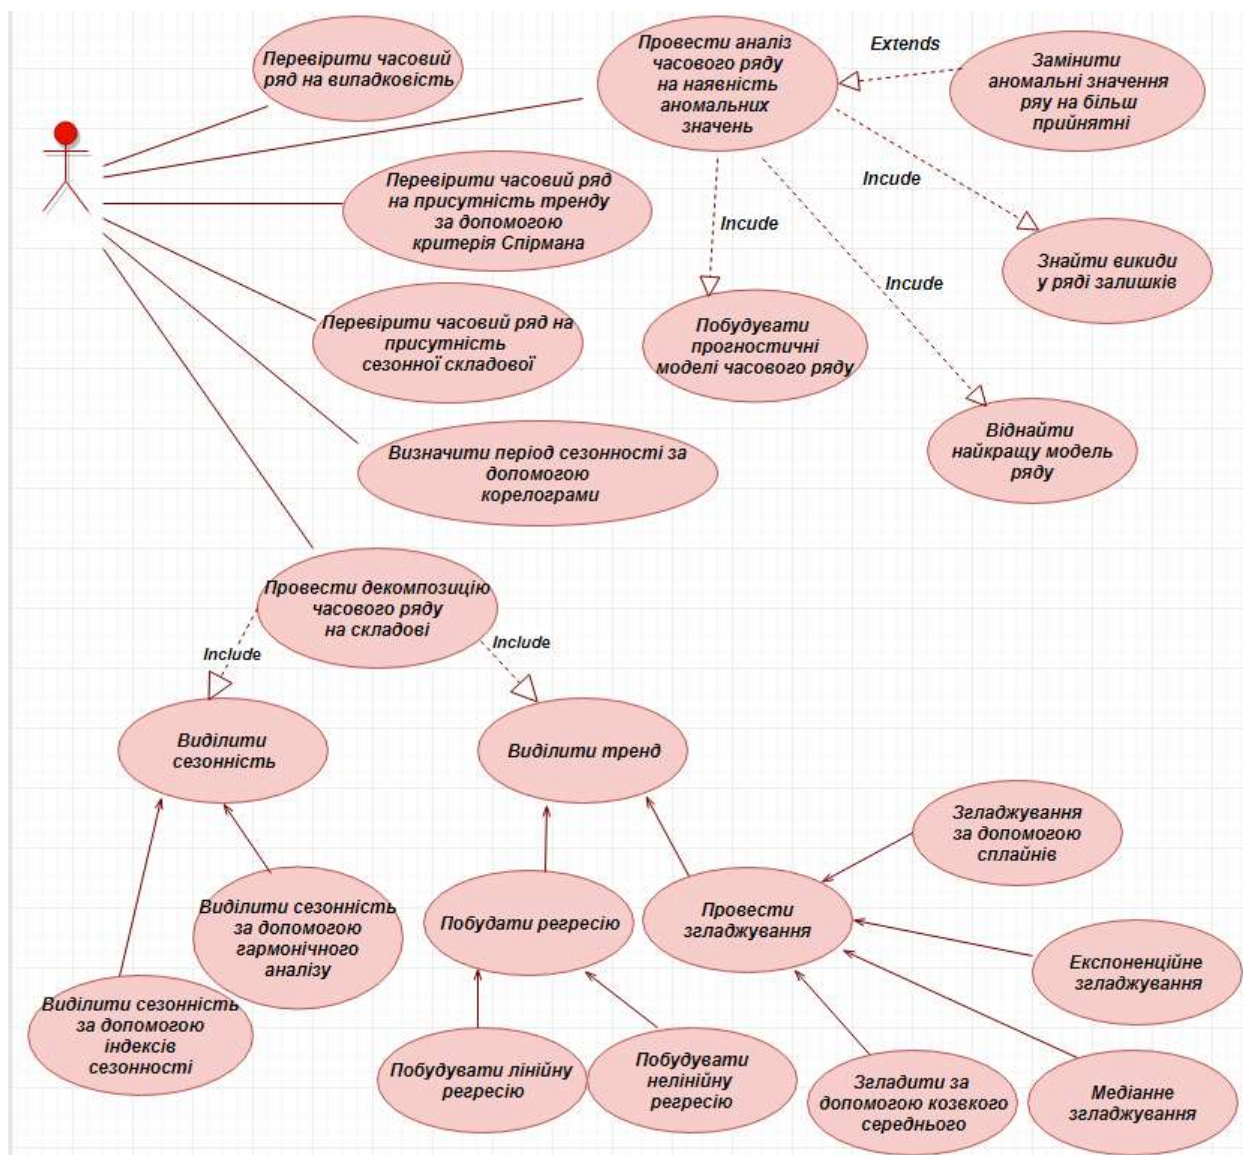 Перевірити часовий
ряд на випадковість
Провести аналіз
часового ряду
на наявність
аномальних
значень
Extends
Замінити
аномальні значення
ряу на більш
прийнятні
Перевірити часовий ряд
на присутність тренду
за допомогою
критерія Спірмана
Incude
Incude
Incude
Знайти викиди
у ряді залишків
Перевірити часовий ряд на
присутність
сезонної складової
Побудувати
прогностичні
моделі часового ряду
Віднайти
найкращу модель
ряду
Визначити період сезонності за
допомогою
корелограми
Провести декомпозицію
часового ряду
на складові
Include
Include
Виділити
сезонність
Виділити тренд
Згладжування
за допомогою
сплайнів
Виділити сезонність
за допомогою
гармонічного
аналізу
Побудати регресію
Провести
згладжування
Експоненційне
згладжування
Виділити сезонність
за допомогою
індексів
сезонності
Побудувати лінійну
регресію
Побудувати
нелінійну
регресію
Згладити за
допомогою козвкого
середнього
Медіанне
згладжування